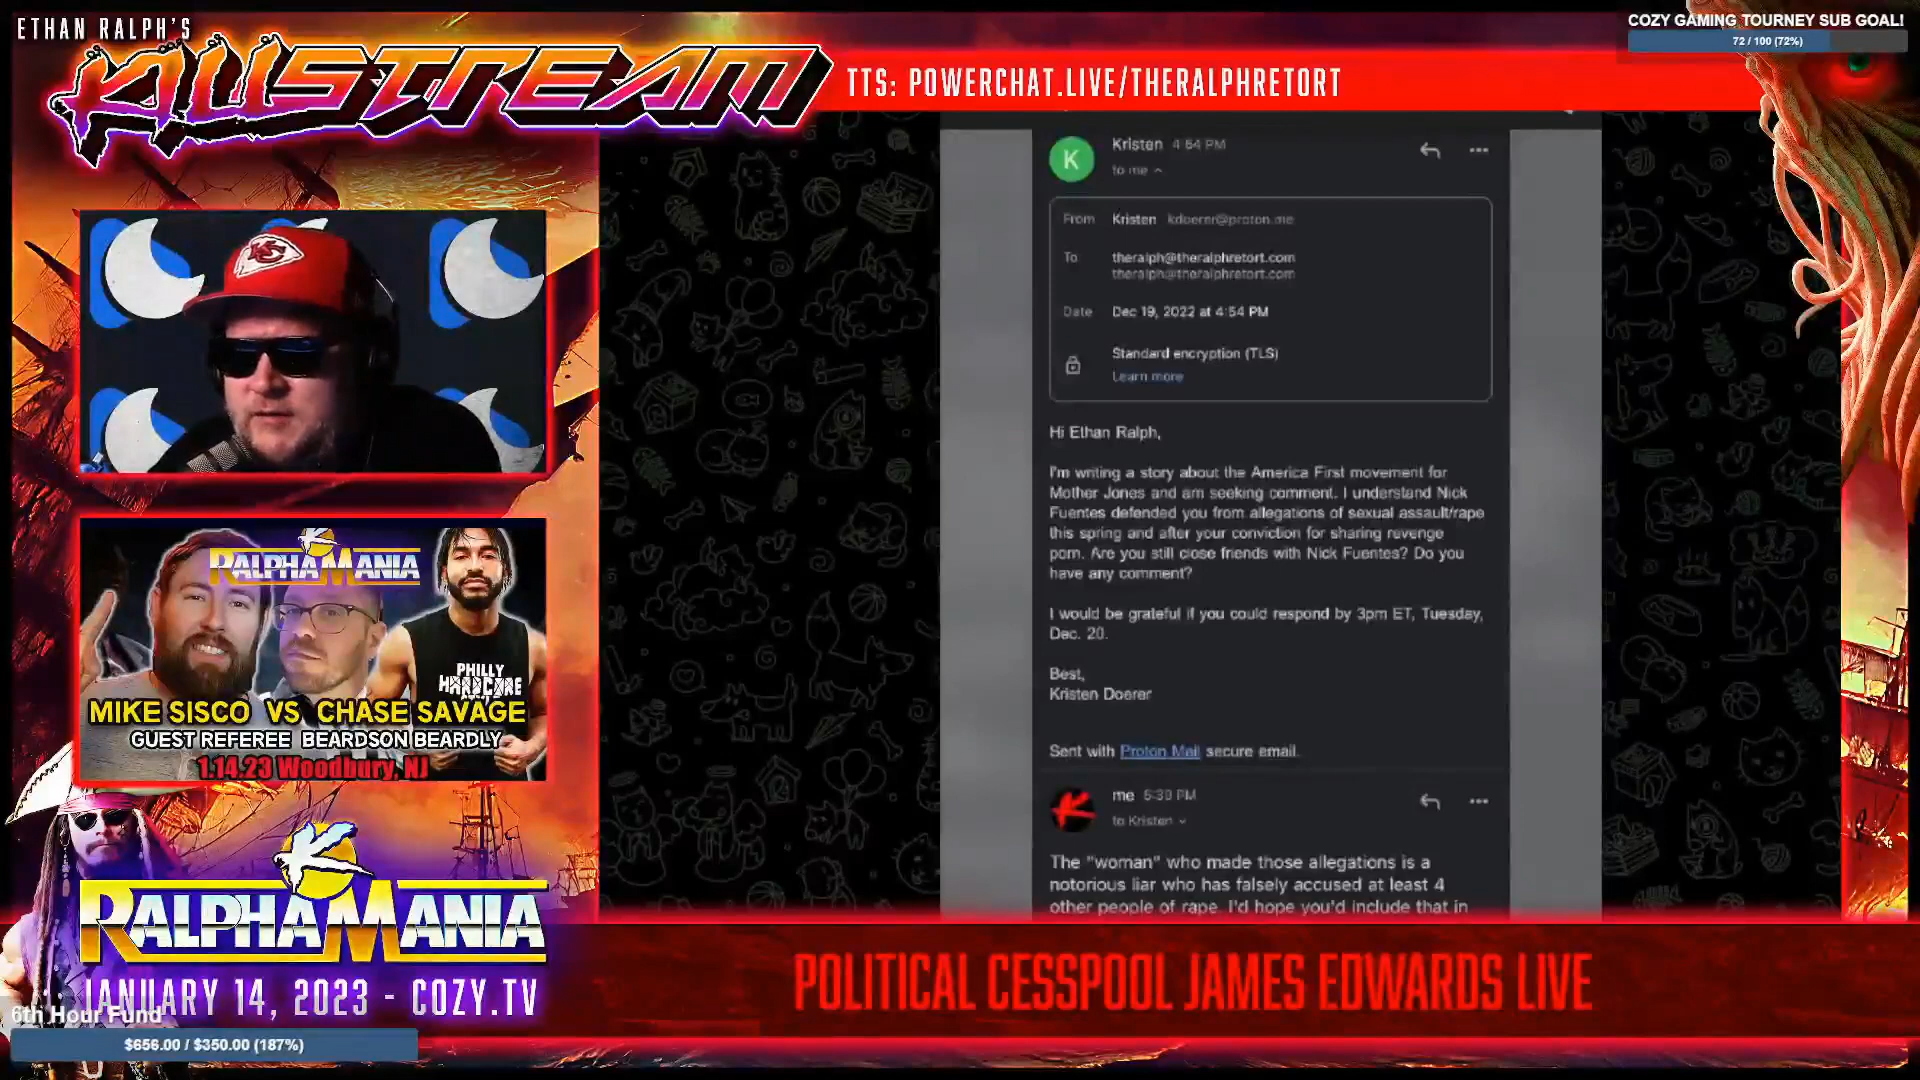 ETHAN RALPH'S
KILLSTREAM
TTS: POWERCHAT.LIVE/THERALPHRETORT
COZY GAMING TOURNEY SUB GOAL!
72 / 100 (72%)
K
Kristen 4:54 PM
to me
From Kristen kdoerer@proton.me
To theralph@theralphretort.com
theralph@theralphretort.com
Date Dec 19, 2022 at 4:54 PM
Standard encryption (TLS)
Learn more
Hi Ethan Ralph,
I'm writing a story about the America First movement for
Mother Jones and am seeking comment. I understand Nick
Fuentes defended you from allegations of sexual assault/rape
this spring and after your conviction for sharing revenge
porn. Are you still close friends with Nick Fuentes? Do you
have any comment?
I would be grateful if you could respond by 3pm ET, Tuesday,
Dec. 20.
Best,
Kristen Doerer
Sent with Proton Mail secure email.
me 5:39 PM
to Kristen
The "woman" who made those allegations is a
notorious liar who has falsely accused at least 4
other people of rape. I'd hope you'd include that in
KC
RALPHAMANIA
PHILLY
HARDCORE
MIKE SISCO VS CHASE SAVAGE
GUEST REFEREE BEARDSON BEARDLY
1.14.23 Woodbury, NJ
RALPHAMANIA
JANUARY 14, 2023 - COZY.TV
6th Hour Fund
$656.00 / $350.00 (187%)
POLITICAL CESSPOOL JAMES EDWARDS LIVE